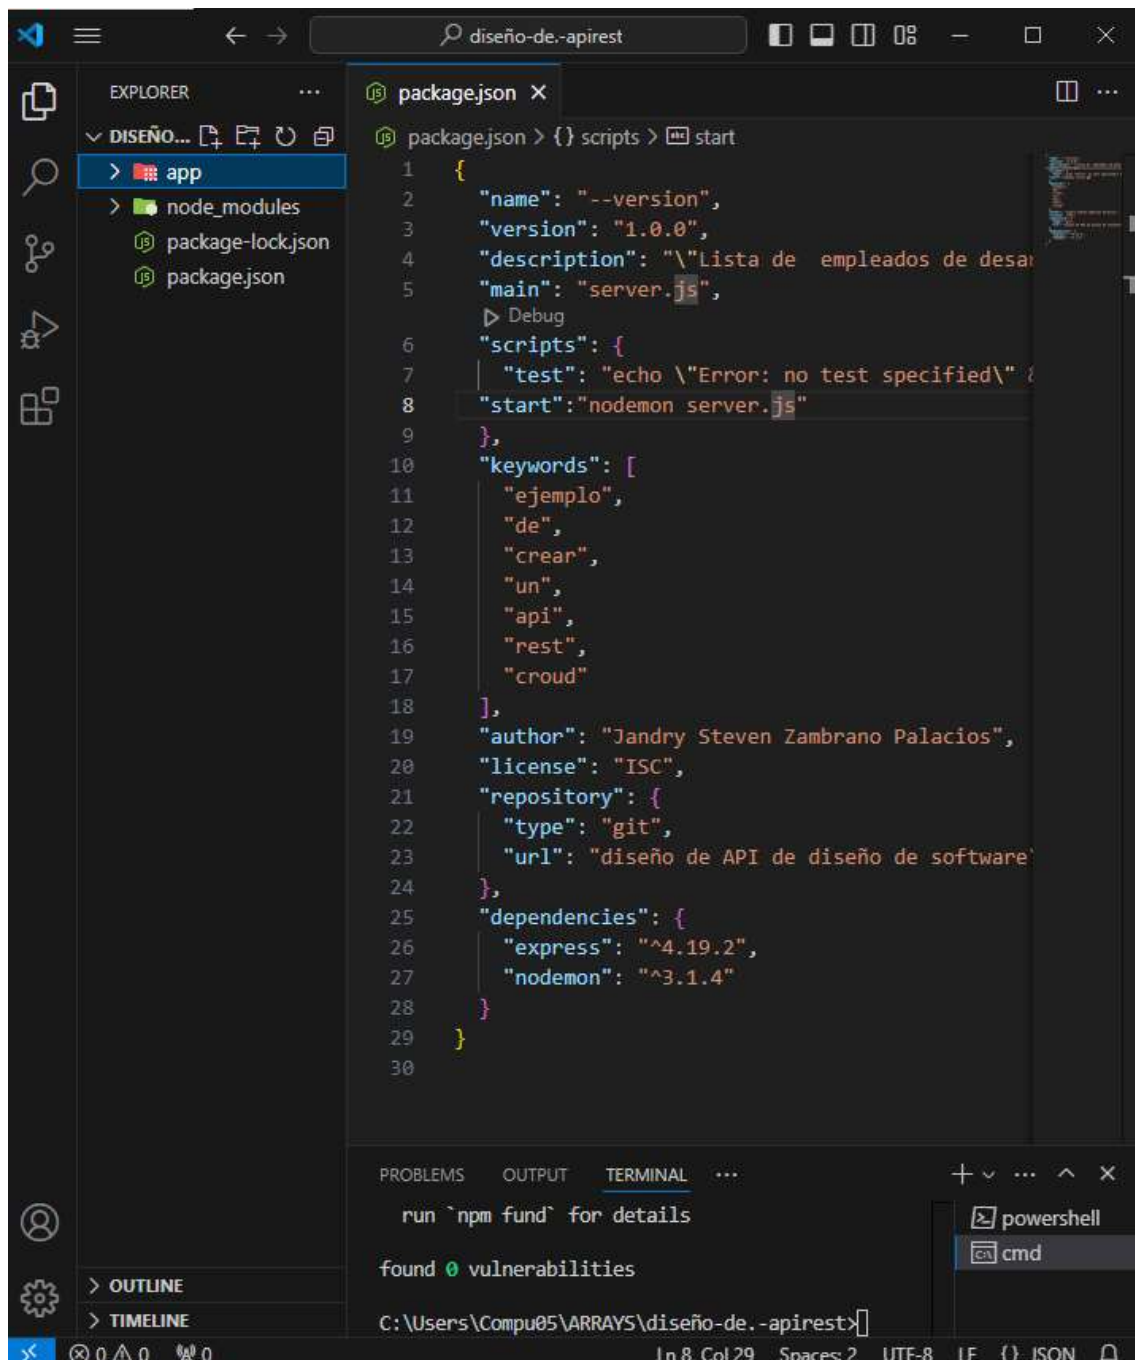 diseño-de.-apirest
EXPLORER
DISEÑO...
app
node_modules
package-lock.json
package.json
package.json
package.json > {} scripts > start
1 {
2 "name": "--version",
3 "version": "1.0.0",
4 "description": "\"Lista de  empleados de desar
5 "main": "server.js",
Debug
6 "scripts": {
7 "test": "echo \"Error: no test specified\" &
8 "start":"nodemon server.js"
9 },
10 "keywords": [
11 "ejemplo",
12 "de",
13 "crear",
14 "un",
15 "api",
16 "rest",
17 "croud"
18 ],
19 "author": "Jandry Steven Zambrano Palacios",
20 "license": "ISC",
21 "repository": {
22 "type": "git",
23 "url": "diseño de API de diseño de software"
24 },
25 "dependencies": {
26 "express": "^4.19.2",
27 "nodemon": "^3.1.4"
28 }
29 }
30
PROBLEMS OUTPUT TERMINAL ...
run `npm fund` for details
found 0 vulnerabilities
C:\Users\Compu05\ARRAYS\diseño-de.-apirest>
powershell
cmd
OUTLINE
TIMELINE
0 0 0 Ln 8, Col 29 Spaces: 2 UTF-8 LF {} JSON